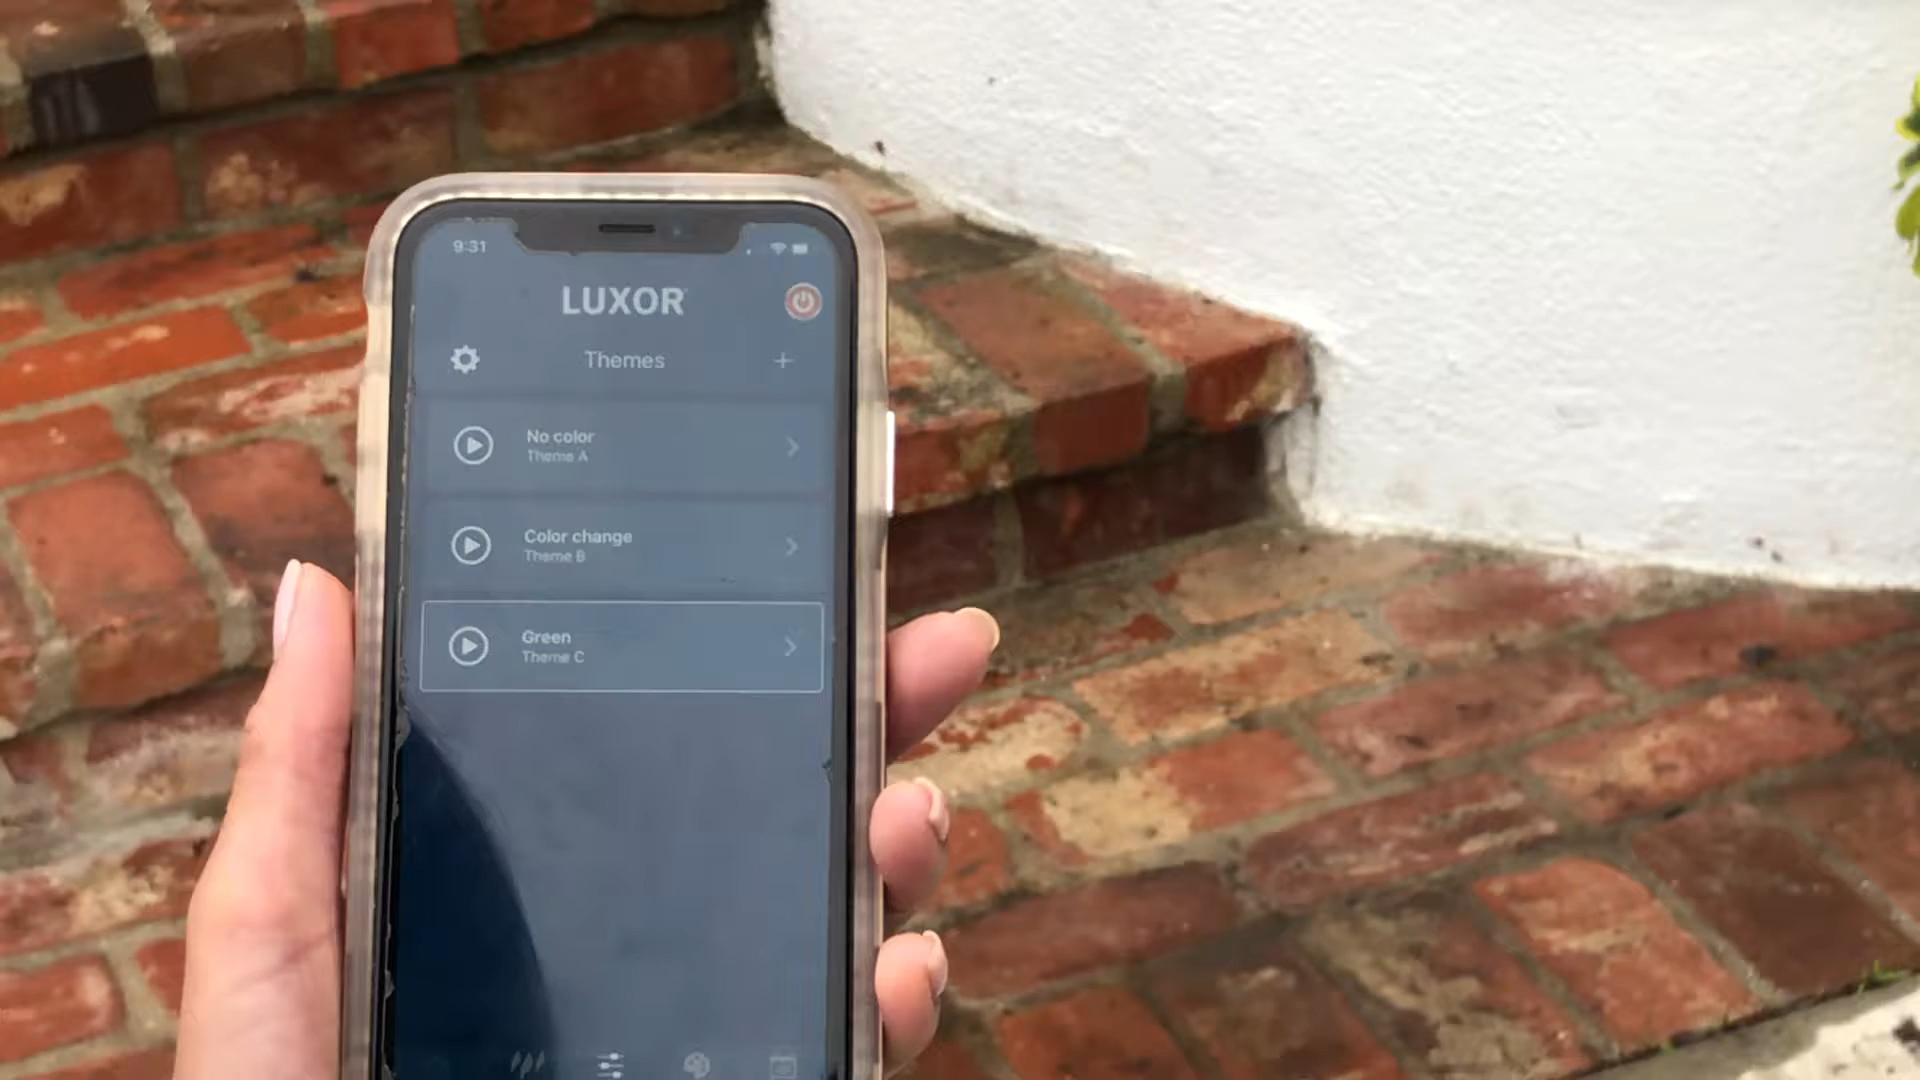 9:31
LUXOR
Themes
No color
Theme A
Color change
Theme B
Green
Theme C